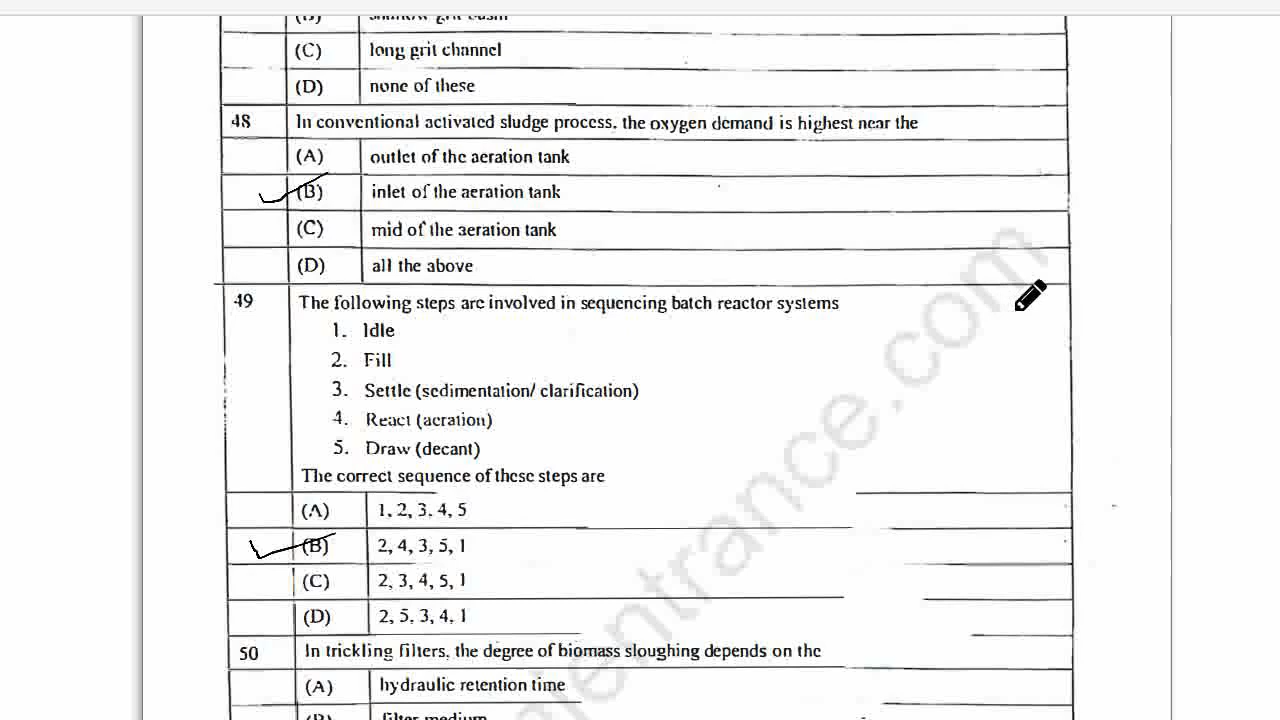 (C) long grit channel
(D) none of these
48 In conventional activated sludge process, the oxygen demand is highest near the
(A) outlet of the aeration tank
(B) inlet of the aeration tank
(C) mid of the aeration tank
(D) all the above
49 The following steps are involved in sequencing batch reactor systems
1. Idle
2. Fill
3. Settle (sedimentation/ clarification)
4. React (aeration)
5. Draw (decant)
The correct sequence of these steps are
(A) 1, 2, 3, 4, 5
(B) 2, 4, 3, 5, 1
(C) 2, 3, 4, 5, 1
(D) 2, 5, 3, 4, 1
50 In trickling filters, the degree of biomass sloughing depends on the
(A) hydraulic retention time
(B) filter medium